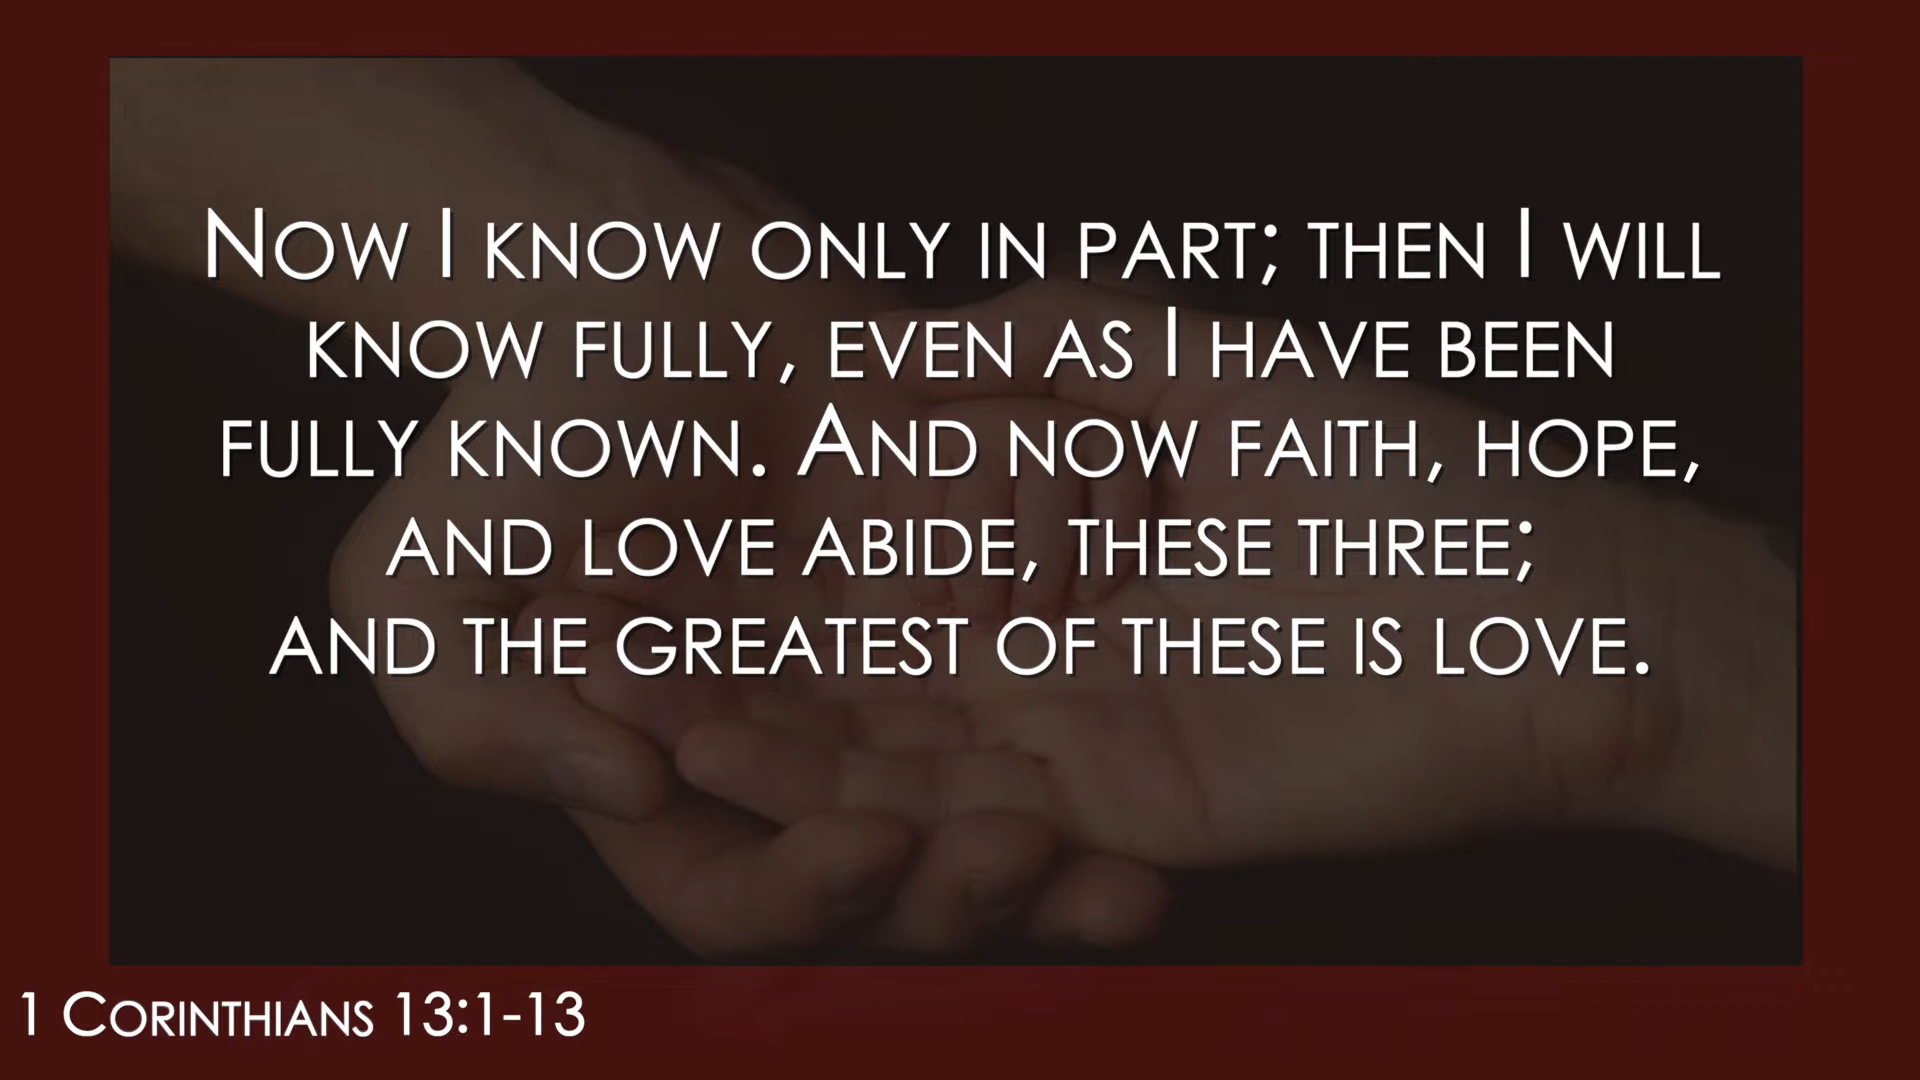 Now I know only in part; then I will
know fully, even as I have been
fully known. And now faith, hope,
and love abide, these three;
and the greatest of these is love.
1 Corinthians 13:1-13